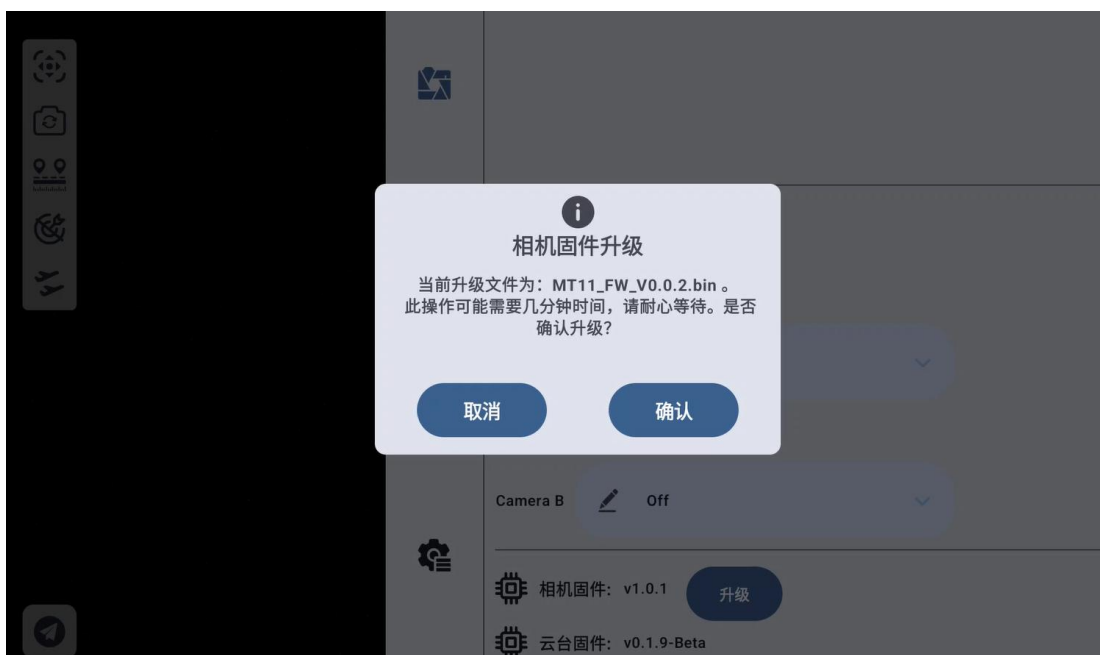 相机固件升级
当前升级文件为：MT11_FW_V0.0.2.bin 。
此操作可能需要几分钟时间，请耐心等待。是否
确认升级？
取消
确认
Camera B
Off
相机固件: v1.0.1
升级
云台固件: v0.1.9-Beta